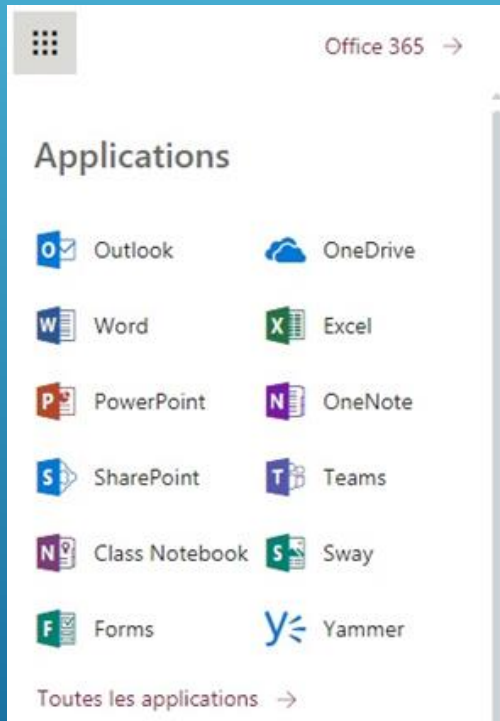 Office 365 →
Applications
Outlook OneDrive
Word Excel
PowerPoint OneNote
SharePoint Teams
Class Notebook Sway
Forms Yammer
Toutes les applications →